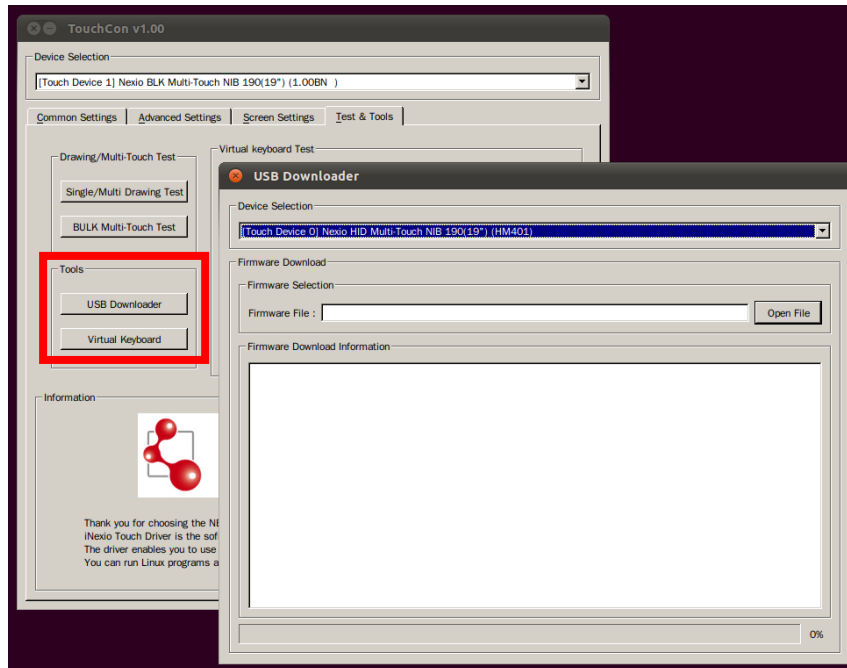 TouchCon v1.00
Device Selection
[Touch Device 1] Nexio BLK Multi-Touch NIB 190(19") (1.00BN )
Common Settings Advanced Settings Screen Settings Test & Tools
Drawing/Multi-Touch Test
Single/Multi Drawing Test
BULK Multi-Touch Test
Tools
USB Downloader
Virtual Keyboard
Virtual keyboard Test
Information
Thank you for choosing the
iNexio Touch Driver is the
The driver enables you to use
You can run Linux programs
USB Downloader
Device Selection
[Touch Device 0] Nexio HID Multi-Touch NIB 190(19") (HM401)
Firmware Download
Firmware Selection
Firmware File : Open File
Firmware Download Information
0%